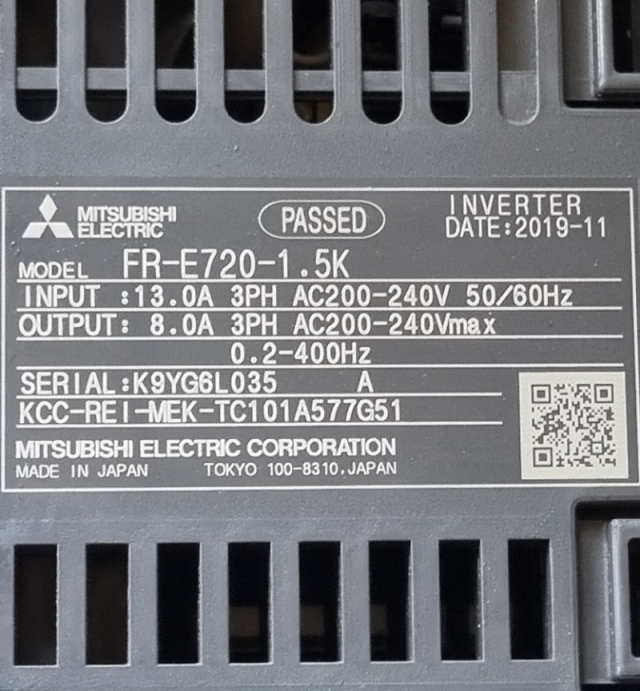 MITSUBISHI
ELECTRIC
PASSED
INVERTER
DATE:2019-11
MODEL FR-E720-1.5K
INPUT :13.0A 3PH AC200-240V 50/60Hz
OUTPUT: 8.0A 3PH AC200-240Vmax
0.2-400Hz
SERIAL:K9YG6L035 A
KCC-REI-MEK-TC101A577G51
MITSUBISHI ELECTRIC CORPORATION
MADE IN JAPAN TOKYO 100-8310,JAPAN